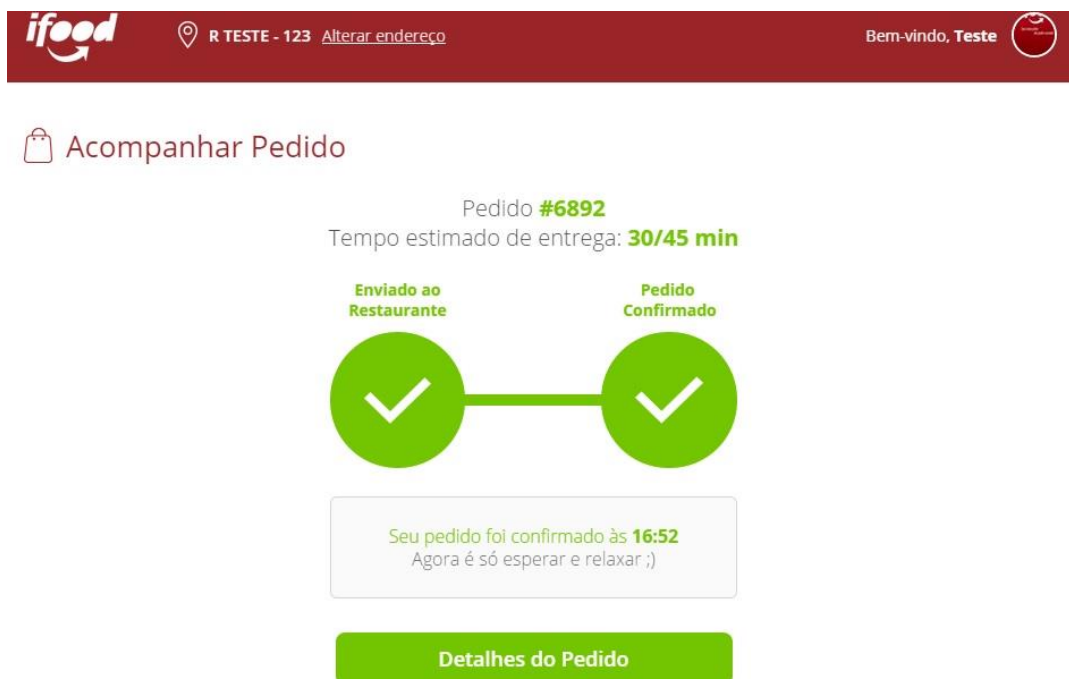 ifood
R TESTE - 123 Alterar endereço
Bem-vindo, Teste
Acompanhar Pedido
Pedido #6892
Tempo estimado de entrega: 30/45 min
Enviado ao
Restaurante
Pedido
Confirmado
Seu pedido foi confirmado às 16:52
Agora é só esperar e relaxar ;)
Detalhes do Pedido